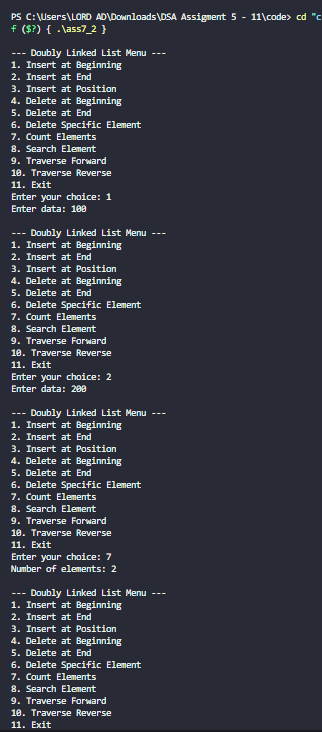 PS C:\Users\LORD AD\Downloads\DSA Assigment 5 - 11\code> cd "c
f ($?) { .\ass7_2 }

--- Doubly Linked List Menu ---
1. Insert at Beginning
2. Insert at End
3. Insert at Position
4. Delete at Beginning
5. Delete at End
6. Delete Specific Element
7. Count Elements
8. Search Element
9. Traverse Forward
10. Traverse Reverse
11. Exit
Enter your choice: 1
Enter data: 100

--- Doubly Linked List Menu ---
1. Insert at Beginning
2. Insert at End
3. Insert at Position
4. Delete at Beginning
5. Delete at End
6. Delete Specific Element
7. Count Elements
8. Search Element
9. Traverse Forward
10. Traverse Reverse
11. Exit
Enter your choice: 2
Enter data: 200

--- Doubly Linked List Menu ---
1. Insert at Beginning
2. Insert at End
3. Insert at Position
4. Delete at Beginning
5. Delete at End
6. Delete Specific Element
7. Count Elements
8. Search Element
9. Traverse Forward
10. Traverse Reverse
11. Exit
Enter your choice: 7
Number of elements: 2

--- Doubly Linked List Menu ---
1. Insert at Beginning
2. Insert at End
3. Insert at Position
4. Delete at Beginning
5. Delete at End
6. Delete Specific Element
7. Count Elements
8. Search Element
9. Traverse Forward
10. Traverse Reverse
11. Exit